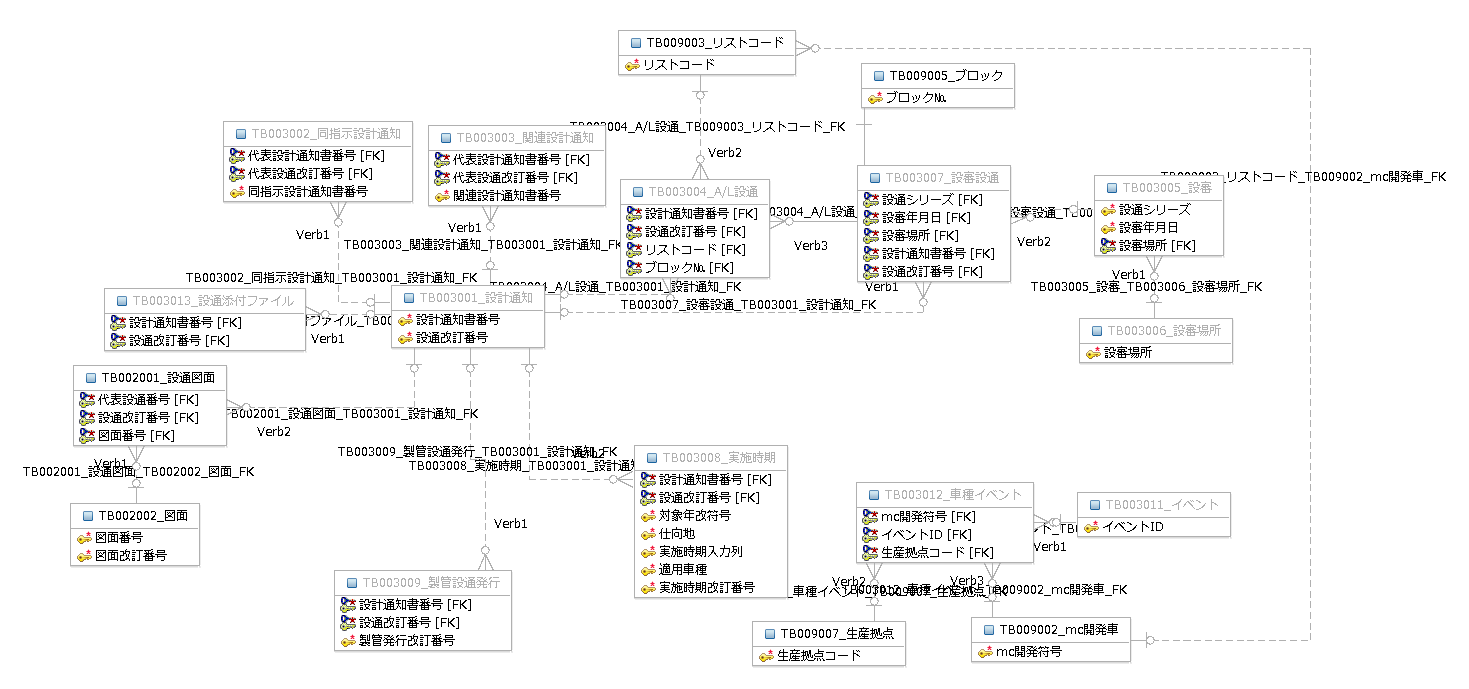 TB009003_リストコード
リストコード
TB009005_ブロック
ブロック№
TB003002_同指示設計通知
代表設計通知書番号 [FK]
代表設通改訂番号 [FK]
同指示設計通知書番号
TB003003_関連設計通知
代表設計通知書番号 [FK]
代表設通改訂番号 [FK]
関連設計通知書番号
003004_A/L設通_TB009003_リストコード_FK
Verb2
TB003004_A/L設通
設計通知書番号 [FK]
設通改訂番号 [FK]
リストコード [FK]
ブロック№ [FK]
03004_A/L設通_
Verb3
TB003007_設審設通
設通シリーズ [FK]
設審年月日 [FK]
設審場所 [FK]
設計通知書番号 [FK]
設通改訂番号 [FK]
設審設通_TB00
Verb2
TB003005_設審
設通シリーズ
設審年月日
設審場所 [FK]
リストコード_TB009002_mc開発車_FK
Verb1
Verb1
TB003003_関連設計通知_TB003001_設計通知_FK
TB003002_同指示設計通知_TB003001_設計通知_FK
A/L設通_TB003001_設計通知_FK
Verb1
TB003007_設審設通_TB003001_設計通知_FK
Verb1
TB003005_設審_TB003006_設審場所_FK
TB003006_設審場所
設審場所
TB003013_設通添付ファイル
設計通知書番号 [FK]
設通改訂番号 [FK]
ファイル_TB00
Verb1
TB003001_設計通知
設計通知書番号
設通改訂番号
TB002001_設通図面
代表設通番号 [FK]
設通改訂番号 [FK]
図面番号 [FK]
TB002001_設通図面_TB003001_設計通知_FK
Verb2
Verb1
TB002001_設通図面_TB002002_図面_FK
TB002002_図面
図面番号
図面改訂番号
TB003009_製管設通発行_TB003001_設計通知_FK
Verb2
TB003008_実施時期_TB003001_設計通知
TB003008_実施時期
設計通知書番号 [FK]
設通改訂番号 [FK]
対象年改符号
仕向地
実施時期入力列
適用車種
実施時期改訂番号
Verb1
TB003009_製管設通発行
設計通知書番号 [FK]
設通改訂番号 [FK]
製管発行改訂番号
TB003012_車種イベント
mc開発符号 [FK]
イベントID [FK]
生産拠点コード [FK]
TB003011_イベント
イベントID
ント_TB
Verb1
Verb2
Verb3
_車種イベント_TB009007_生産拠点_FK
TB009002_mc開発車_FK
TB009007_生産拠点
生産拠点コード
TB009002_mc開発車
mc開発符号